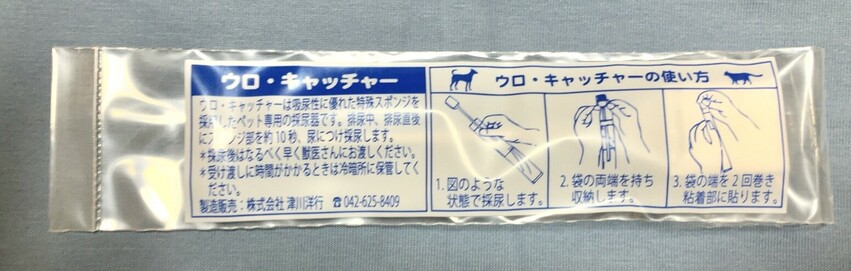 ウロ・キャッチャー
ウロ・キャッチャーは吸尿性に優れた特殊スポンジを
採用したペット専用の採尿器です。排尿中、排尿直後
にスポンジ部を約10秒、尿につけ採尿します。
*採尿後はなるべく早く獣医さんにお渡しください。
*受け渡しに時間がかかるときは冷暗所に保管してく
ださい。
製造販売：株式会社 津川洋行 ☎042-625-8409
ウロ・キャッチャーの使い方
1. 図のような
状態で採尿します。
2. 袋の両端を持ち
収納します。
3. 袋の端を2回巻き
粘着部に貼ります。